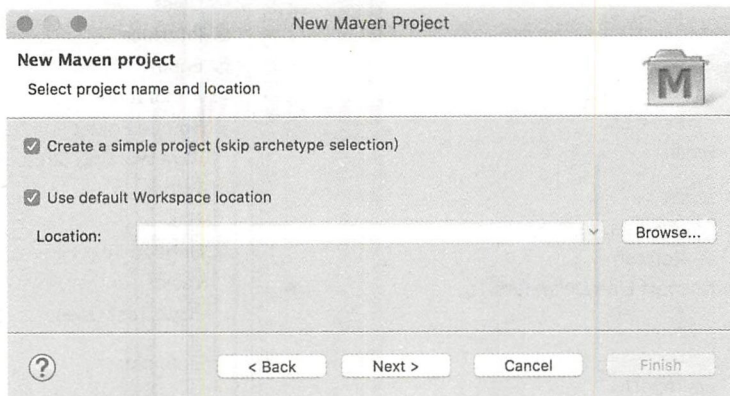 New Maven Project
New Maven project
Select project name and location
M
Create a simple project (skip archetype selection)
Use default Workspace location
Location:
Browse...
?
< Back
Next >
Cancel
Finish